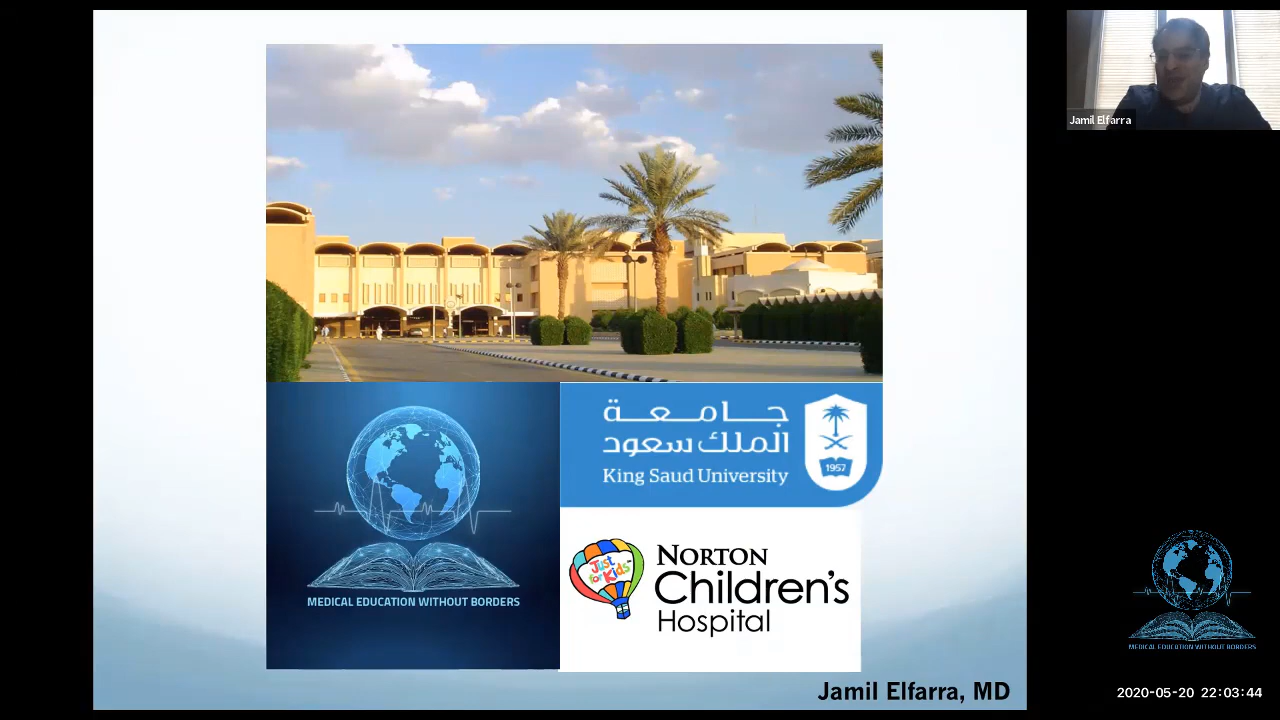 Jamil Elfarra
جامعة
الملك سعود
King Saud University
1957
MEDICAL EDUCATION WITHOUT BORDERS
Just
for Kids
NORTON
Children's
Hospital
Jamil Elfarra, MD
MEDICAL EDUCATION WITHOUT BORDERS
2020-05-20 22:03:44